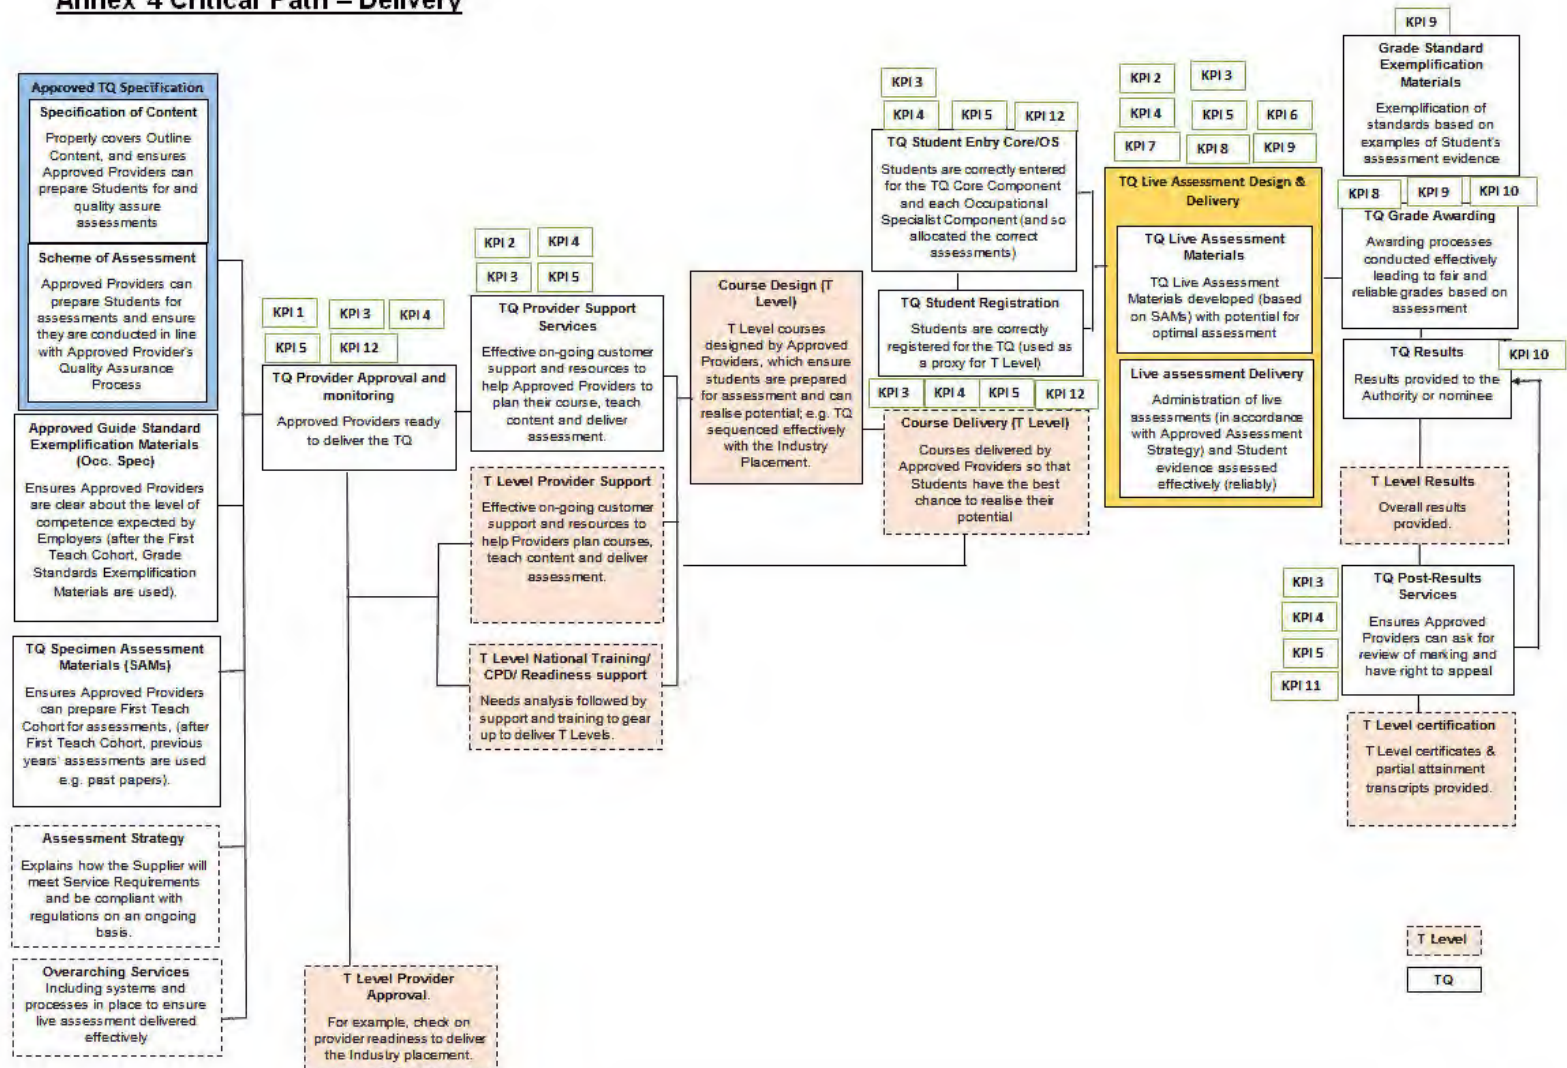 Annex 4 Critical Path – Delivery
Approved TQ Specification
Specification of Content
Properly covers Outline
Content, and ensures
Approved Providers can
prepare Students for and
quality assure
assessments
Scheme of Assessment
Approved Providers can
prepare Students for
assessments and ensure
they are conducted in line
with Approved Provider's
Quality Assurance
Process
Approved Guide Standard
Exemplification Materials
(Occ. Spec)
Ensures Approved Providers
are clear about the level of
competence expected by
Employers (after the First
Teach Cohort, Grade
Standards Exemplification
Materials are used).
TQ Specimen Assessment
Materials (SAMs)
Ensures Approved Providers
can prepare First Teach
Cohort for assessments, (after
First Teach Cohort, previous
years' assessments are used
e.g. past papers).
Assessment Strategy
Explains how the Supplier will
meet Service Requirements
and be compliant with
regulations on an ongoing
basis.
Overarching Services
Including systems and
processes in place to ensure
live assessment delivered
effectively
KPI 1
KPI 3
KPI 4
KPI 5
KPI 12
TQ Provider Approval and
monitoring
Approved Providers ready
to deliver the TQ
T Level Provider
Approval.
For example, check on
provider readiness to deliver
the Industry placement.
KPI 2
KPI 4
KPI 3
KPI 5
TQ Provider Support
Services
Effective on-going customer
support and resources to
help Approved Providers to
plan their course, teach
content and deliver
assessment.
T Level Provider Support
Effective on-going customer
support and resources to
help Providers plan courses,
teach content and deliver
assessment.
T Level National Training/
CPD/ Readiness support
Needs analysis followed by
support and training to gear
up to deliver T Levels.
Course Design (T
Level)
T Level courses
designed by Approved
Providers, which ensure
students are prepared
for assessment and can
realise potential; e.g. TQ
sequenced effectively
with the Industry
Placement.
KPI 3
KPI 4
KPI 5
KPI 12
TQ Student Entry Core/OS
Students are correctly entered
for the TQ Core Component
and each Occupational
Specialist Component (and so
allocated the correct
assessments)
TQ Student Registration
Students are correctly
registered for the TQ (used as
a proxy for T Level)
KPI 3
KPI 4
KPI 5
KPI 12
Course Delivery (T Level)
Courses delivered by
Approved Providers so that
Students have the best
chance to realise their
potential
KPI 2
KPI 3
KPI 4
KPI 5
KPI 6
KPI 7
KPI 8
KPI 9
TQ Live Assessment Design &
Delivery
TQ Live Assessment
Materials
TQ Live Assessment
Materials developed (based
on SAMs) with potential for
optimal assessment
Live assessment Delivery
Administration of live
assessments (in accordance
with Approved Assessment
Strategy) and Student
evidence assessed
effectively (reliably)
KPI 9
Grade Standard
Exemplification
Materials
Exemplification of
standards based on
examples of Student's
assessment evidence
KPI 8
KPI 9
KPI 10
TQ Grade Awarding
Awarding processes
conducted effectively
leading to fair and
reliable grades based on
assessment
KPI 10
TQ Results
Results provided to the
Authority or nominee
T Level Results
Overall results
provided.
KPI 3
KPI 4
KPI 5
KPI 11
TQ Post-Results
Services
Ensures Approved
Providers can ask for
review of marking and
have right to appeal
T Level certification
T Level certificates &
partial attainment
transcripts provided.
T Level
TQ